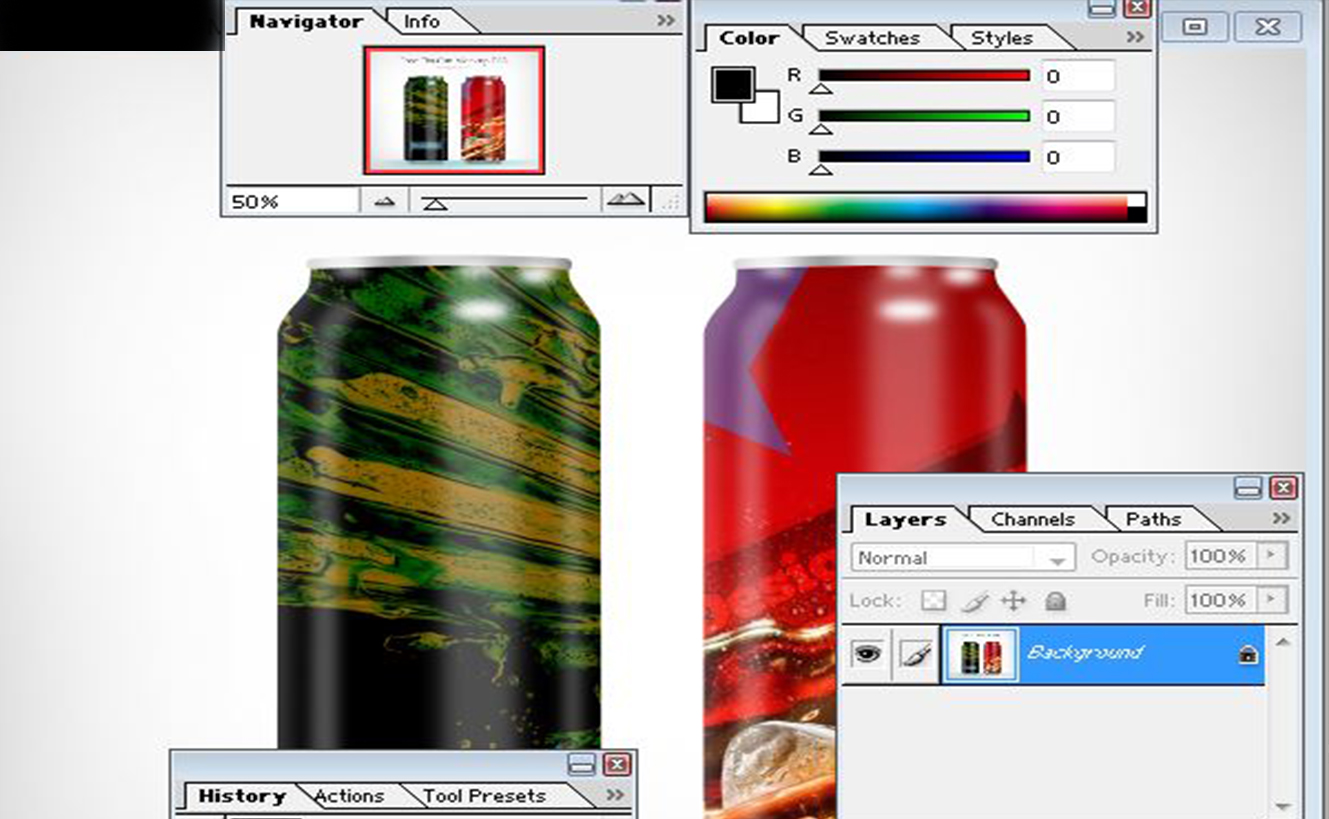 Navigator Info
50%
Color Swatches Styles
R 0
G 0
B 0
Layers Channels Paths
Normal Opacity: 100%
Lock: Fill: 100%
Background
History Actions Tool Presets